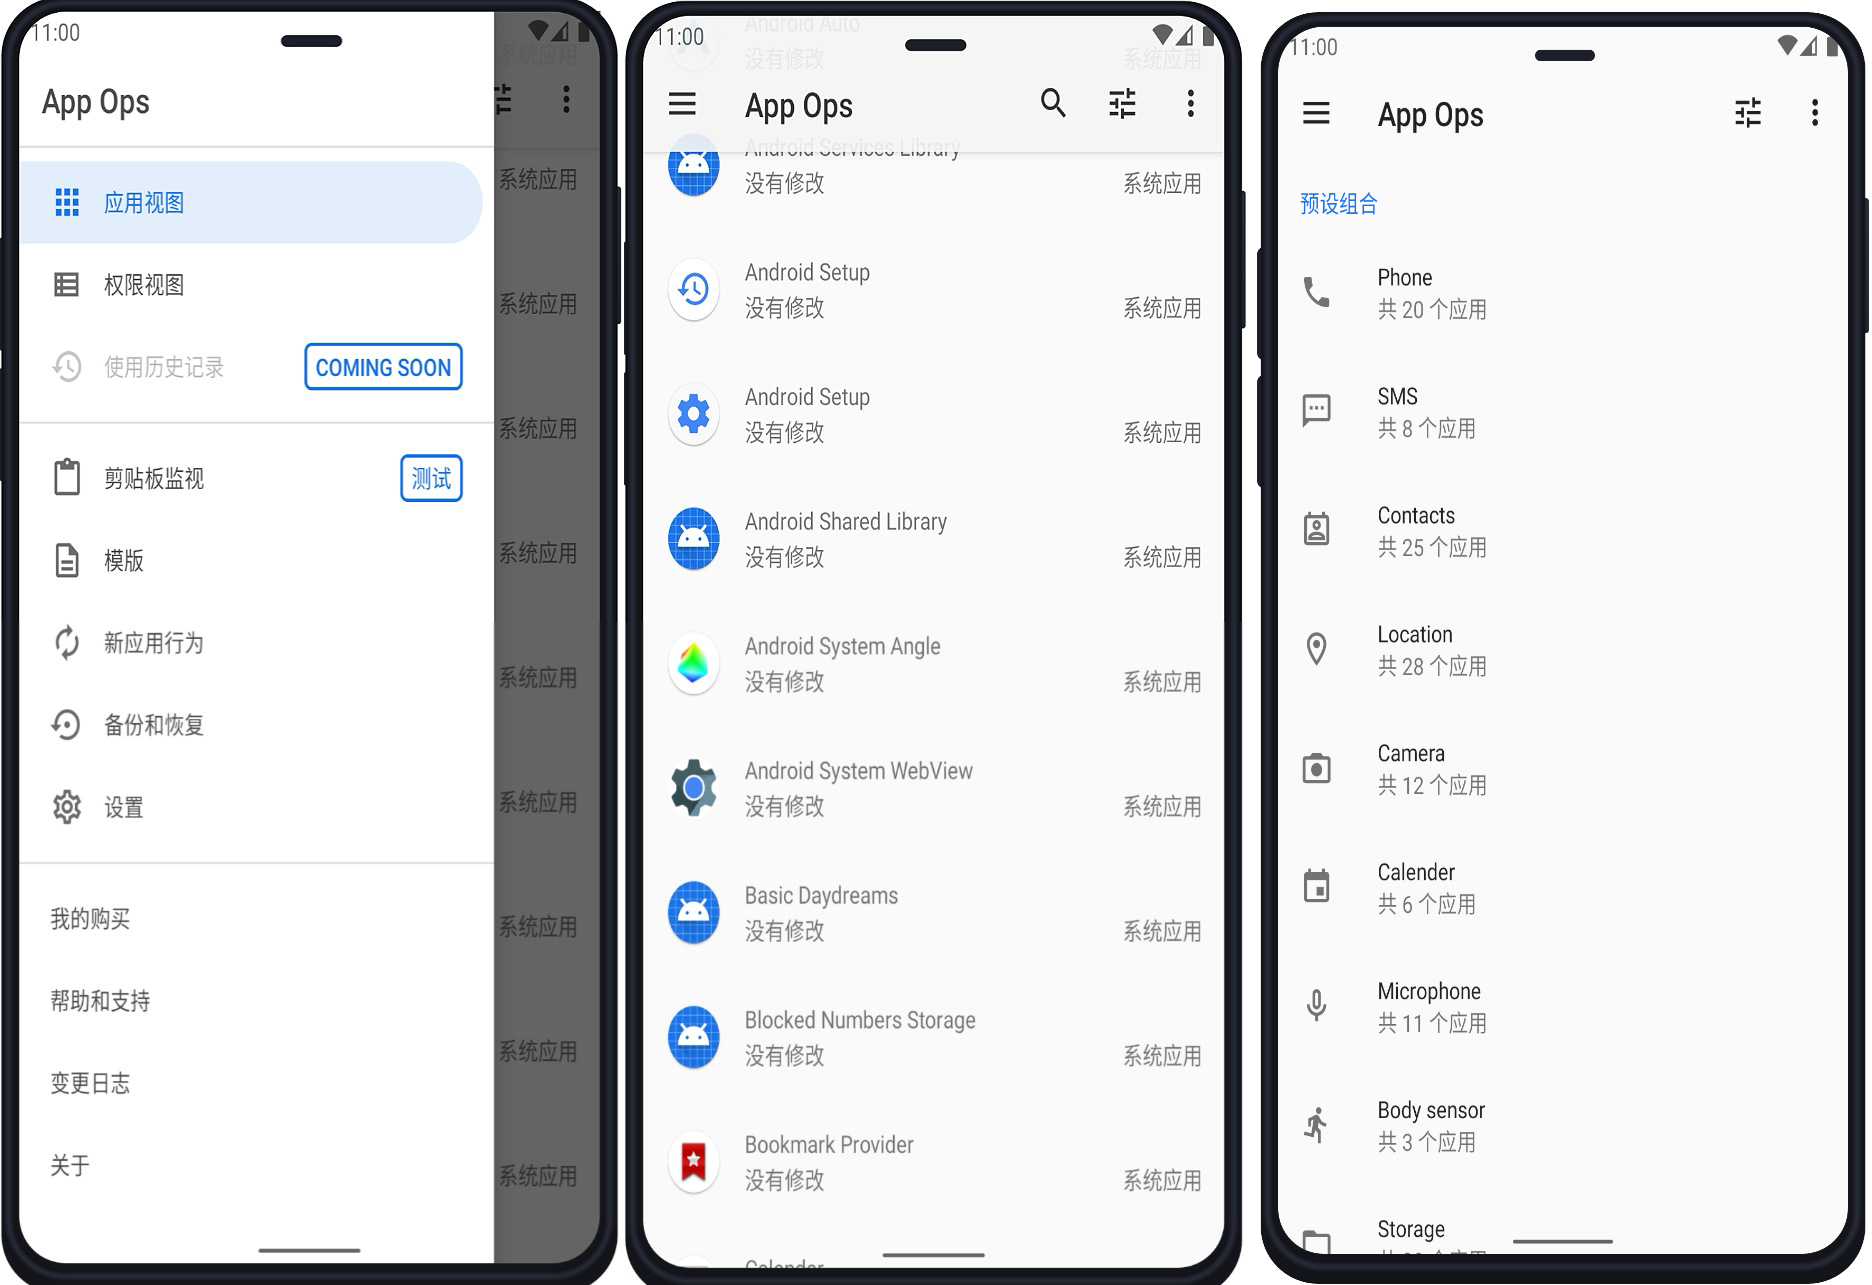 11:00
App Ops
应用视图
权限视图
使用历史记录
COMING SOON
剪贴板监视
测试
模版
新应用行为
备份和恢复
设置
我的购买
帮助和支持
变更日志
关于
系统应用
系统应用
系统应用
系统应用
系统应用
系统应用
系统应用
系统应用
系统应用
系统应用
11:00
Android Auto
没有修改
系统应用
App Ops
Android Services Library
没有修改
系统应用
Android Setup
没有修改
系统应用
Android Setup
没有修改
系统应用
Android Shared Library
没有修改
系统应用
Android System Angle
没有修改
系统应用
Android System WebView
没有修改
系统应用
Basic Daydreams
没有修改
系统应用
Blocked Numbers Storage
没有修改
系统应用
Bookmark Provider
没有修改
系统应用
Calender
11:00
App Ops
预设组合
Phone
共 20 个应用
SMS
共 8 个应用
Contacts
共 25 个应用
Location
共 28 个应用
Camera
共 12 个应用
Calender
共 6 个应用
Microphone
共 11 个应用
Body sensor
共 3 个应用
Storage